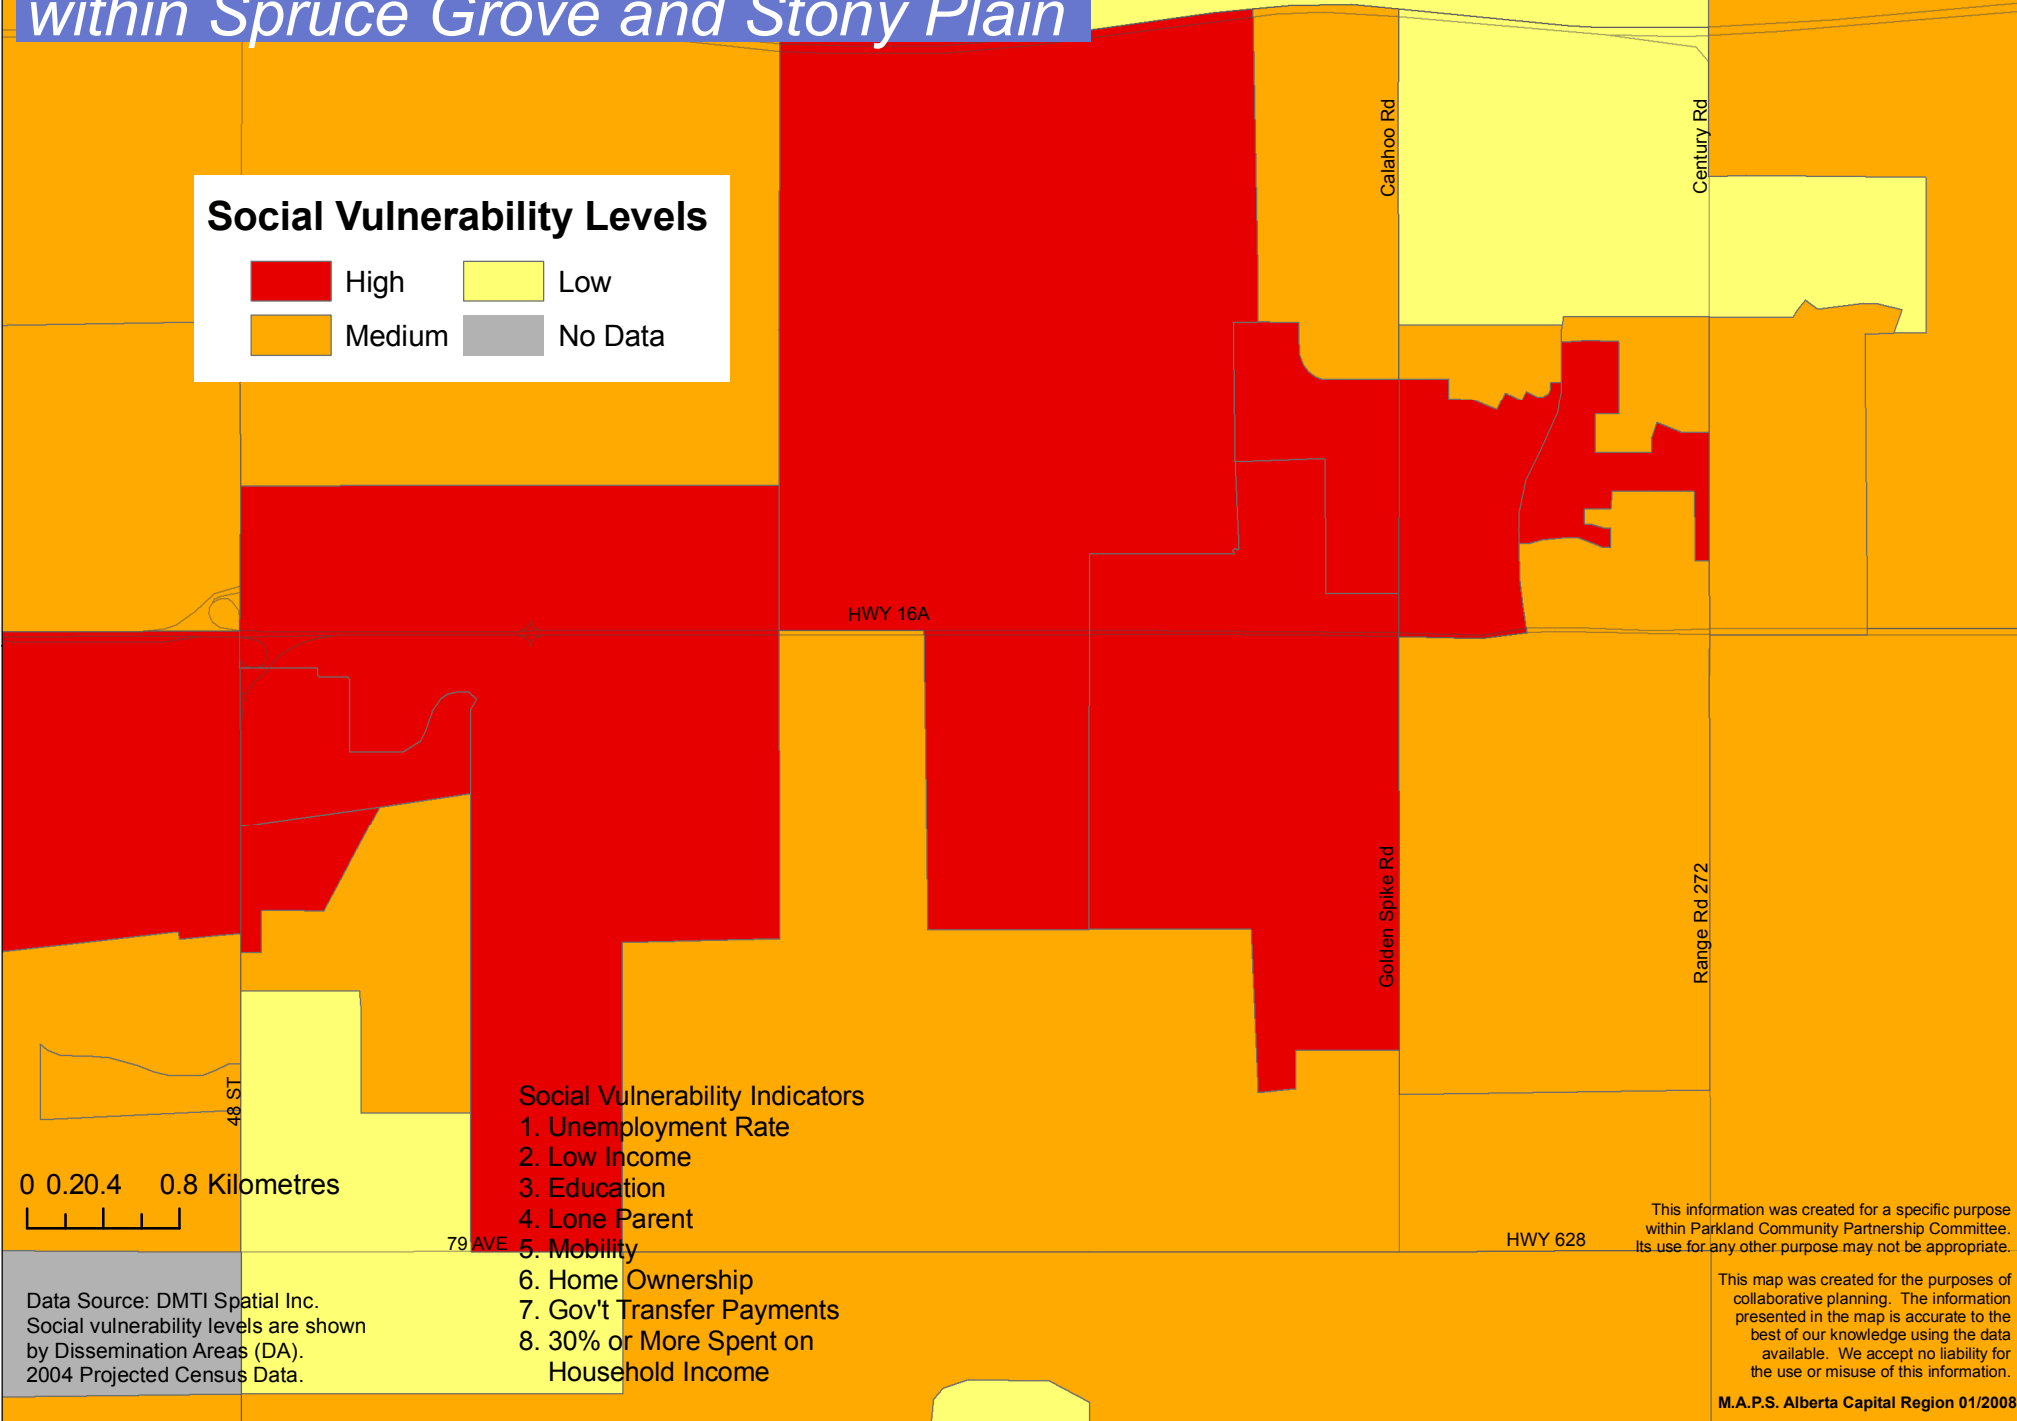 within Spruce Grove and Stony Plain
Calahoo Rd
Century Rd
Social Vulnerability Levels
High
Low
Medium
No Data
HWY 16A
Golden Spike Rd
Range Rd 272
48 ST
Social Vulnerability Indicators
1. Unemployment Rate
2. Low Income
3. Education
4. Lone Parent
5. Mobility
6. Home Ownership
7. Gov't Transfer Payments
8. 30% or More Spent on
Household Income
0 0.20.4 0.8 Kilometres
79 AVE
HWY 628
Data Source: DMTI Spatial Inc.
Social vulnerability levels are shown
by Dissemination Areas (DA).
2004 Projected Census Data.
This information was created for a specific purpose
within Parkland Community Partnership Committee.
Its use for any other purpose may not be appropriate.
This map was created for the purposes of
collaborative planning. The information
presented in the map is accurate to the
best of our knowledge using the data
available. We accept no liability for
the use or misuse of this information.
M.A.P.S. Alberta Capital Region 01/2008